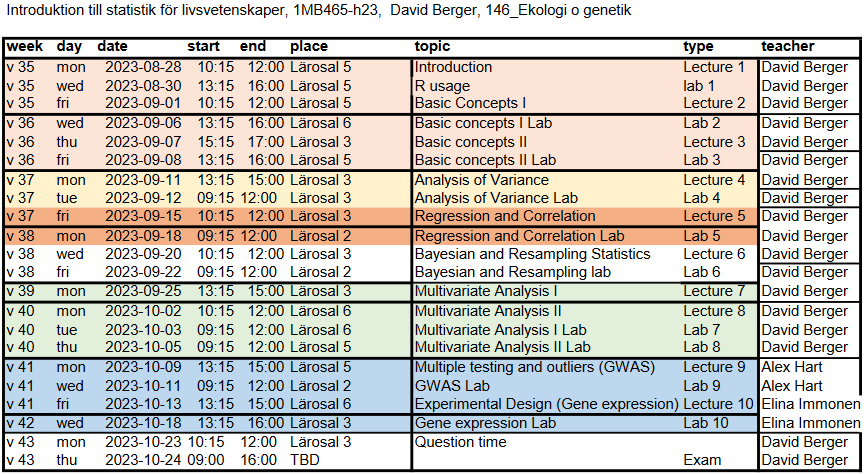 Introduktion till statistik för livsvetenskaper, 1MB465-h23, David Berger, 146_Ekologi o genetik
week day date start end place topic type teacher
v 35 mon 2023-08-28 10:15 12:00 Lärosal 5 Introduction Lecture 1 David Berger
v 35 wed 2023-08-30 13:15 16:00 Lärosal 5 R usage lab 1 David Berger
v 35 fri 2023-09-01 10:15 12:00 Lärosal 5 Basic Concepts I Lecture 2 David Berger
v 36 wed 2023-09-06 13:15 16:00 Lärosal 6 Basic concepts I Lab Lab 2 David Berger
v 36 thu 2023-09-07 15:15 17:00 Lärosal 3 Basic concepts II Lecture 3 David Berger
v 36 fri 2023-09-08 13:15 16:00 Lärosal 5 Basic concepts II Lab Lab 3 David Berger
v 37 mon 2023-09-11 13:15 15:00 Lärosal 3 Analysis of Variance Lecture 4 David Berger
v 37 tue 2023-09-12 09:15 12:00 Lärosal 3 Analysis of Variance Lab Lab 4 David Berger
v 37 fri 2023-09-15 10:15 12:00 Lärosal 3 Regression and Correlation Lecture 5 David Berger
v 38 mon 2023-09-18 09:15 12:00 Lärosal 2 Regression and Correlation Lab Lab 5 David Berger
v 38 wed 2023-09-20 10:15 12:00 Lärosal 3 Bayesian and Resampling Statistics Lecture 6 David Berger
v 38 fri 2023-09-22 09:15 12:00 Lärosal 2 Bayesian and Resampling lab Lab 6 David Berger
v 39 mon 2023-09-25 13:15 15:00 Lärosal 3 Multivariate Analysis I Lecture 7 David Berger
v 40 mon 2023-10-02 10:15 12:00 Lärosal 6 Multivariate Analysis II Lecture 8 David Berger
v 40 tue 2023-10-03 09:15 12:00 Lärosal 6 Multivariate Analysis I Lab Lab 7 David Berger
v 40 thu 2023-10-05 09:15 12:00 Lärosal 5 Multivariate Analysis II Lab Lab 8 David Berger
v 41 mon 2023-10-09 13:15 15:00 Lärosal 5 Multiple testing and outliers (GWAS) Lecture 9 Alex Hart
v 41 wed 2023-10-11 09:15 12:00 Lärosal 2 GWAS Lab Lab 9 Alex Hart
v 41 fri 2023-10-13 13:15 15:00 Lärosal 6 Experimental Design (Gene expression) Lecture 10 Elina Immonen
v 42 wed 2023-10-18 13:15 16:00 Lärosal 3 Gene expression Lab Lab 10 Elina Immonen
v 43 mon 2023-10-23 10:15 12:00 Lärosal 3 Question time David Berger
v 43 thu 2023-10-24 09:00 16:00 TBD Exam David Berger